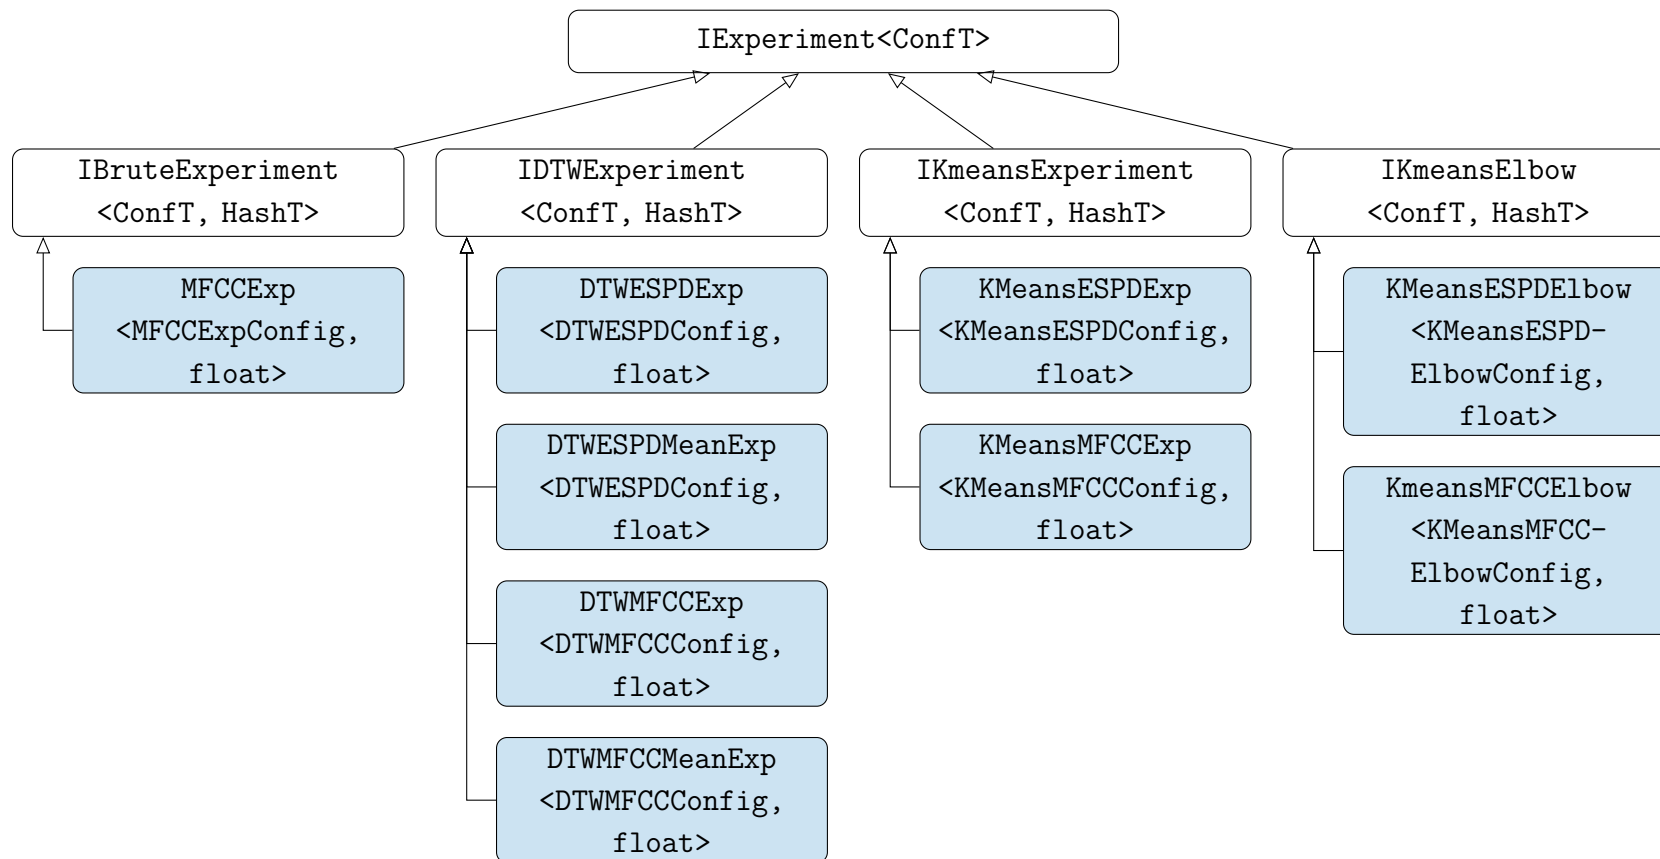 IExperiment<ConfT>
IBruteExperiment
<ConfT, HashT>
IDTWExperiment
<ConfT, HashT>
IKmeansExperiment
<ConfT, HashT>
IKmeansElbow
<ConfT, HashT>
MFCCExp
<MFCCExpConfig,
float>
DTWESPDExp
<DTWESPDConfig,
float>
DTWESPDMeanExp
<DTWESPDConfig,
float>
DTWMFCCExp
<DTWMFCCConfig,
float>
DTWMFCCMeanExp
<DTWMFCCConfig,
float>
KMeansESPDExp
<KMeansESPDConfig,
float>
KMeansMFCCExp
<KMeansMFCCConfig,
float>
KMeansESPDElbow
<KMeansESPD-
ElbowConfig,
float>
KmeansMFCCElbow
<KMeansMFCC-
ElbowConfig,
float>